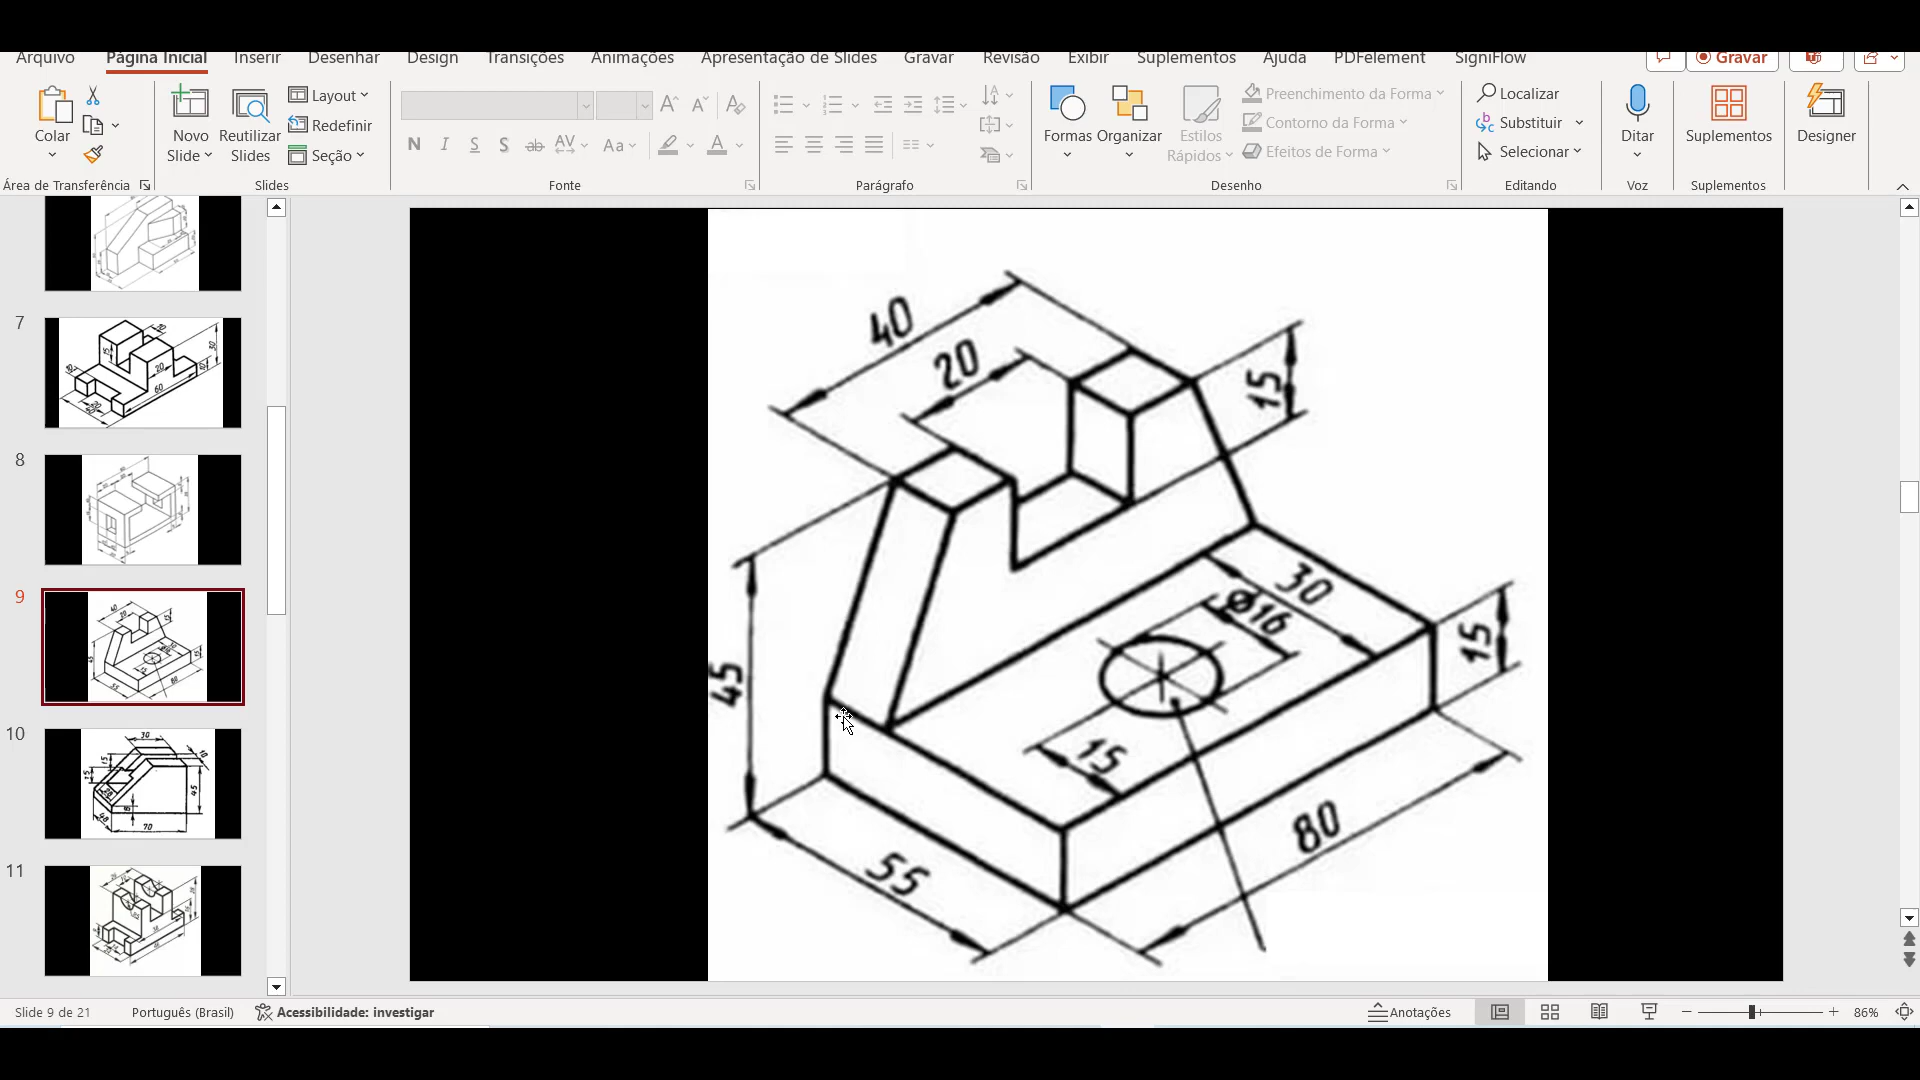 Arquivo Página Inicial Inserir Desenhar Design Transições Animações Apresentação de Slides Gravar Revisão Exibir Suplementos Ajuda PDFelement SigniFlow Gravar
Colar
Novo Slide
Reutilizar Slides
Layout
Redefinir
Seção
N I S S ab AV Aa A
Formas
Organizar
Estilos Rápidos
Preenchimento da Forma
Contorno da Forma
Efeitos de Forma
Localizar
Substituir
Selecionar
Ditar
Suplementos
Designer
Área de Transferência Slides Fonte Parágrafo Desenho Editando Voz Suplementos
7
8
9
10
11
40
20
15
30
ø16
15
45
15
80
55
Slide 9 de 21 Português (Brasil) Acessibilidade: investigar Anotações 86%